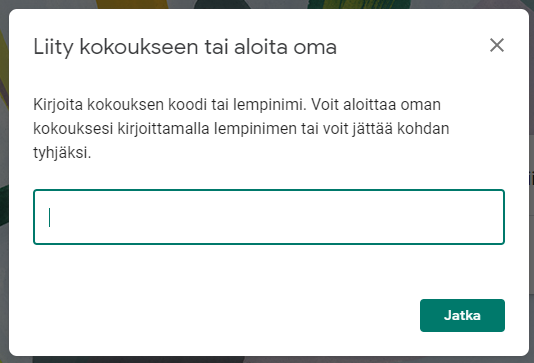 Liity kokoukseen tai aloita oma
Kirjoita kokouksen koodi tai lempinimi. Voit aloittaa oman
kokouksesi kirjoittamalla lempinimen tai voit jättää kohdan
tyhjäksi.
Jatka